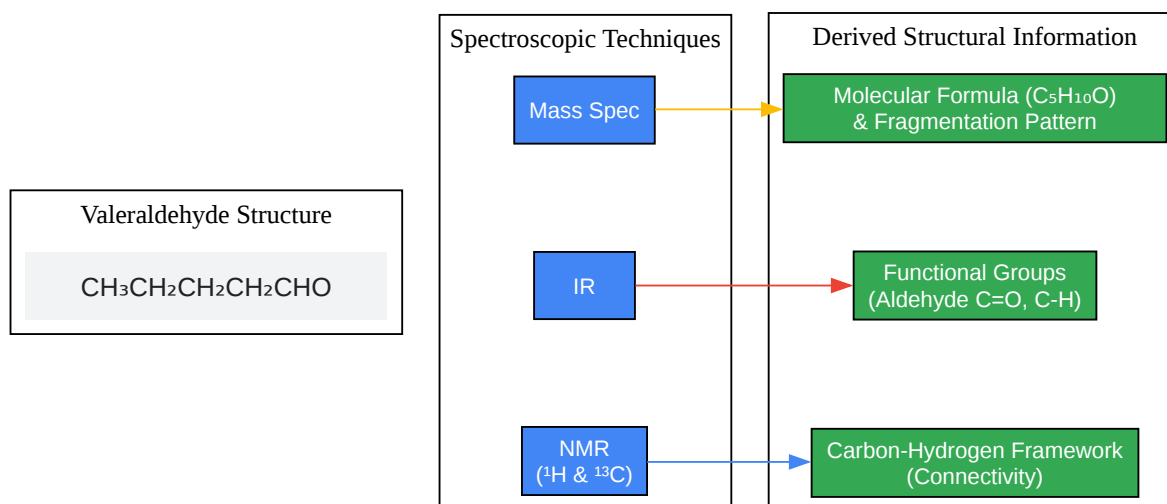 Valeraldehyde Structure
CH₃CH₂CH₂CH₂CHO
Spectroscopic Techniques
Mass Spec
IR
NMR
(¹H & ¹³C)
Derived Structural Information
Molecular Formula (C₅H₁₀O)
& Fragmentation Pattern
Functional Groups
(Aldehyde C=O, C-H)
Carbon-Hydrogen Framework
(Connectivity)